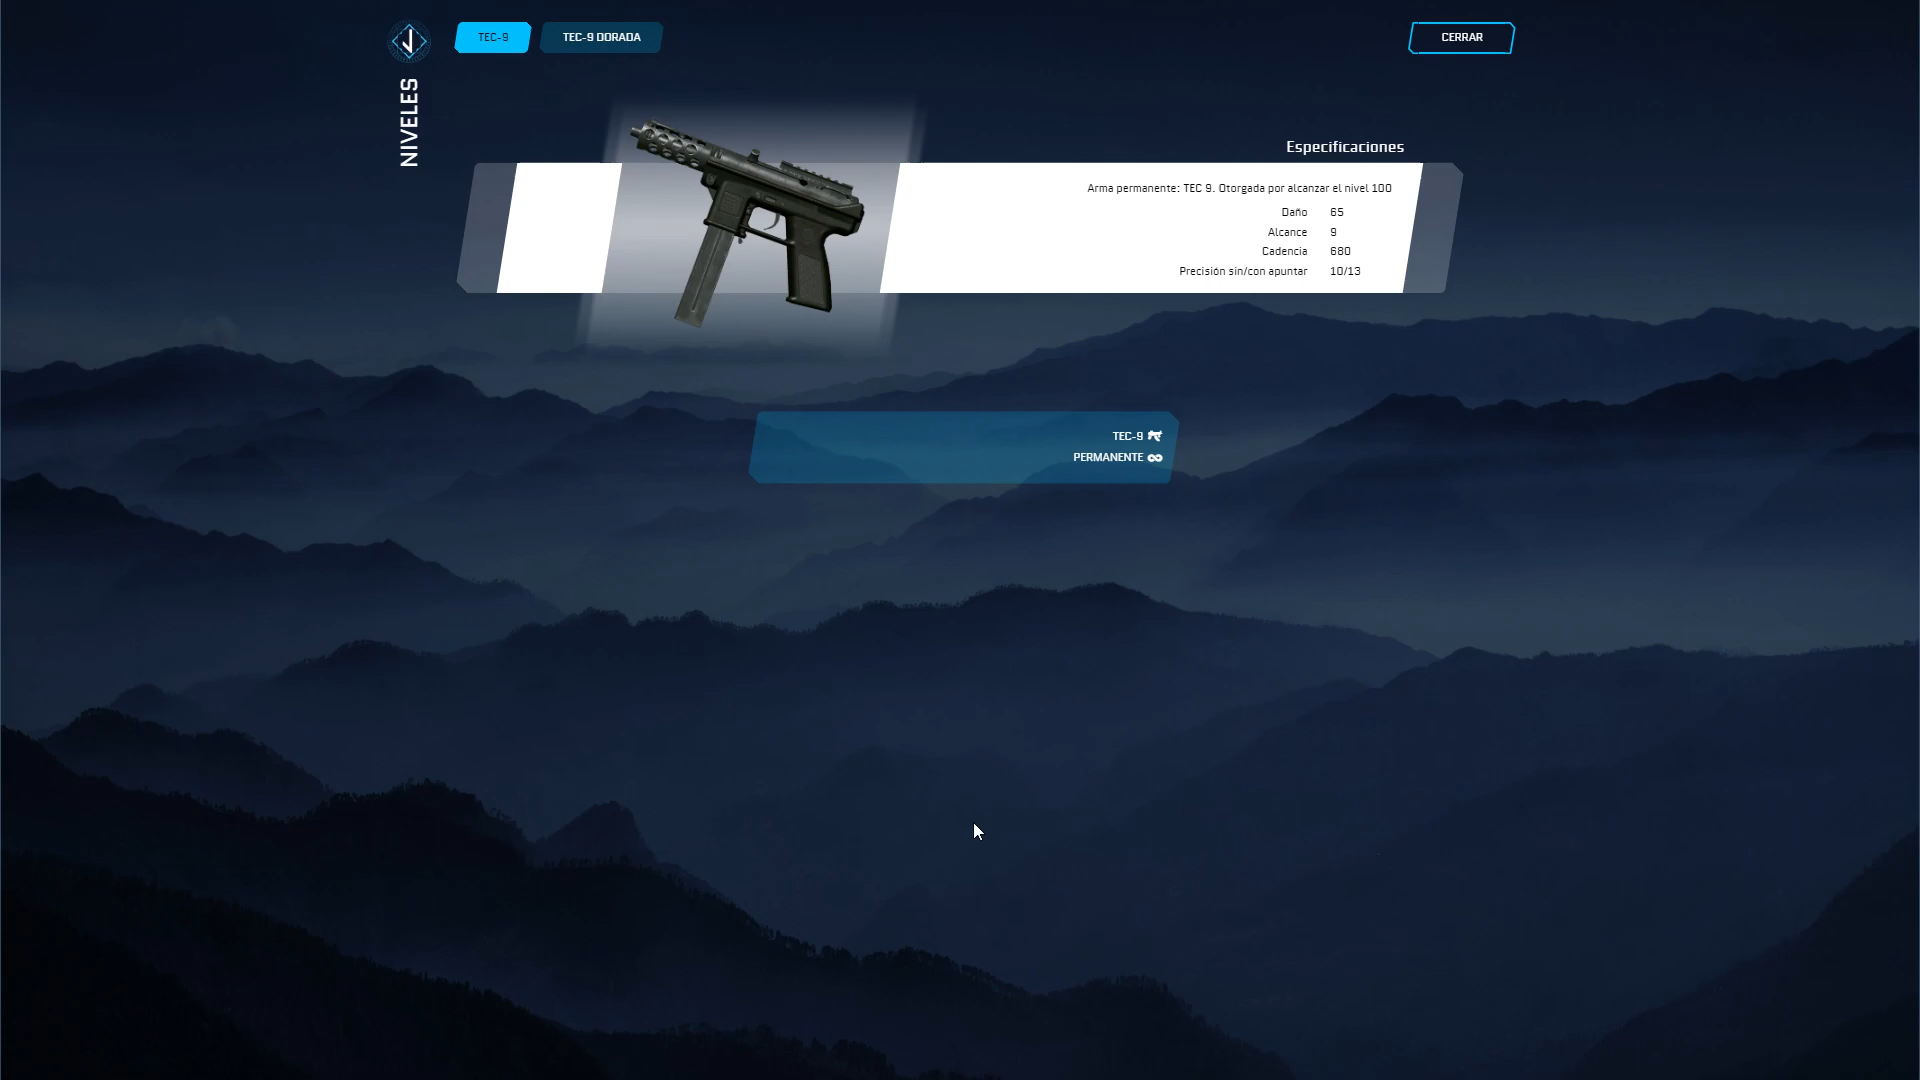 TEC-9
TEC-9 DORADA
CERRAR
NIVELES
Especificaciones
Arma permanente: TEC 9. Otorgada por alcanzar el nivel 100
Daño 65
Alcance 9
Cadencia 680
Precisión sin/con apuntar 10/13
TEC-9
PERMANENTE